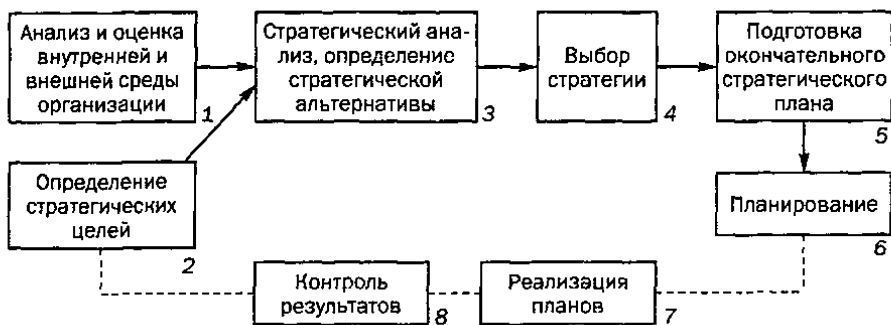 Анализ и оценка
внутренней и
внешней среды
организации
1
Стратегический ана-
лиз, определение
стратегической
альтернативы
3
Выбор
стратегии
4
Подготовка
окончательного
стратегического
плана
5
Определение
стратегических
целей
2
Планирование
6
Контроль
результатов
8
Реализация
планов
7